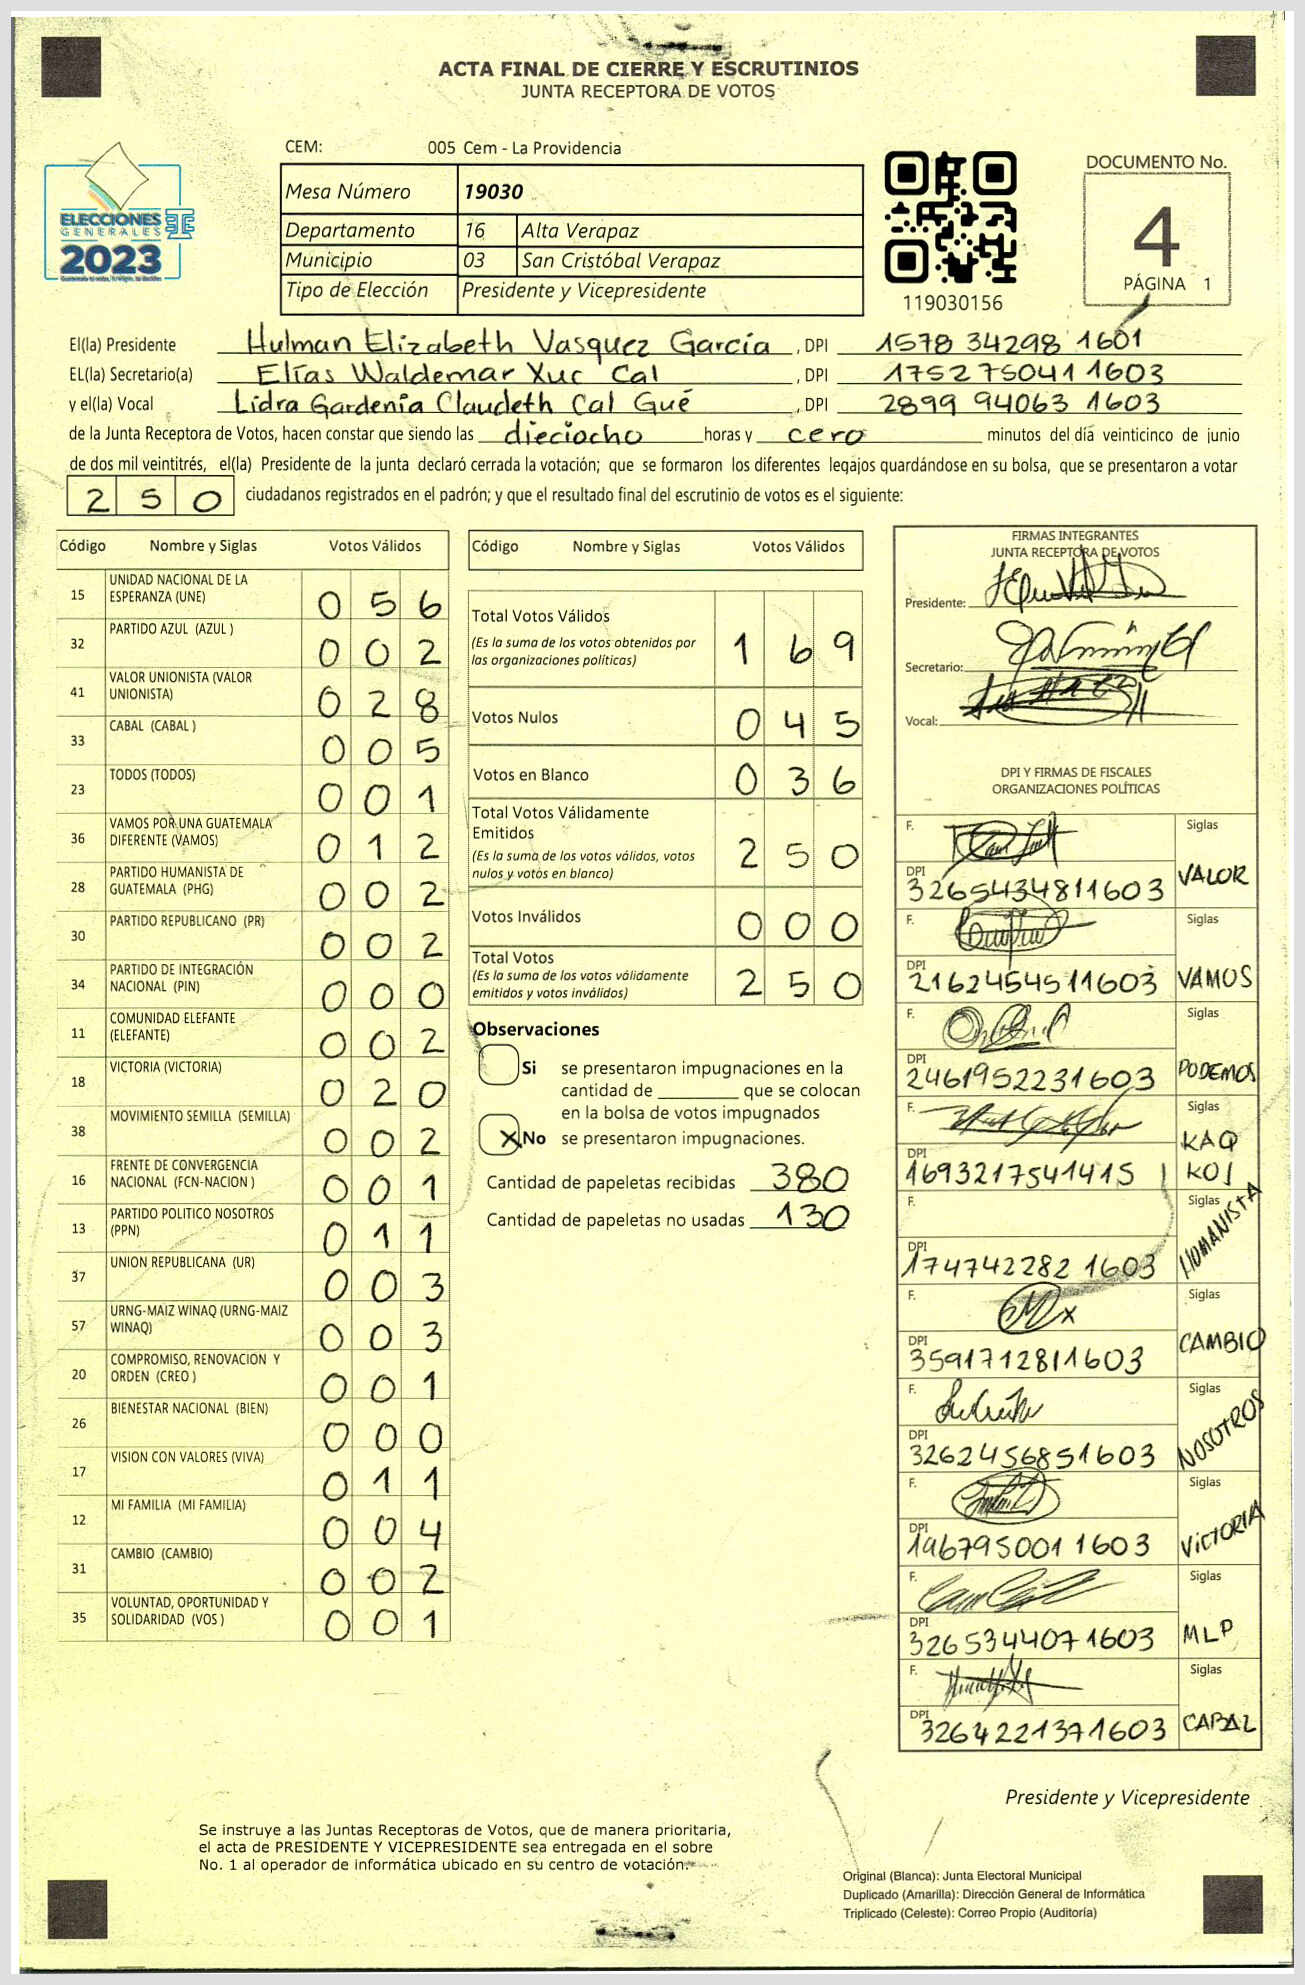 ACTA FINAL DE CIERRE Y ESCRUTINIOS
JUNTA RECEPTORA DE VOTOS
CEM: 005 Cem - La Providencia
ELECCIONES
GENERALES
2023
Mesa Número 19030
Departamento 16 Alta Verapaz
Municipio 03 San Cristóbal Verapaz
Tipo de Elección Presidente y Vicepresidente
119030156
DOCUMENTO No.
4
PÁGINA 1
El(la) Presidente Hulman Elizabeth Vasquez García, DPI 1578 34298 1601
EL(la) Secretario(a) Elías Waldemar Xuc Cal, DPI 1752 75041 1603
y el(la) Vocal Lidra Gardenia Claudeth Cal Gué, DPI 2899 94063 1603
de la Junta Receptora de Votos, hacen constar que siendo las dieciocho horas y cero minutos del día veinticinco de junio
de dos mil veintitrés, el(la) Presidente de la junta declaró cerrada la votación; que se formaron los diferentes legajos guardándose en su bolsa, que se presentaron a votar
250 ciudadanos registrados en el padrón; y que el resultado final del escrutinio de votos es el siguiente:
Código Nombre y Siglas Votos Válidos
15 UNIDAD NACIONAL DE LA ESPERANZA (UNE) 0 5 6
32 PARTIDO AZUL (AZUL ) 0 0 2
41 VALOR UNIONISTA (VALOR UNIONISTA) 0 2 8
33 CABAL (CABAL ) 0 0 5
23 TODOS (TODOS) 0 0 1
36 VAMOS POR UNA GUATEMALA DIFERENTE (VAMOS) 0 1 2
28 PARTIDO HUMANISTA DE GUATEMALA (PHG) 0 0 2
30 PARTIDO REPUBLICANO (PR) 0 0 2
34 PARTIDO DE INTEGRACIÓN NACIONAL (PIN) 0 0 0
11 COMUNIDAD ELEFANTE (ELEFANTE) 0 0 2
18 VICTORIA (VICTORIA) 0 2 0
38 MOVIMIENTO SEMILLA (SEMILLA) 0 0 2
16 FRENTE DE CONVERGENCIA NACIONAL (FCN-NACION ) 0 0 1
13 PARTIDO POLITICO NOSOTROS (PPN) 0 1 1
37 UNION REPUBLICANA (UR) 0 0 3
57 URNG-MAIZ WINAQ (URNG-MAIZ WINAQ) 0 0 3
20 COMPROMISO, RENOVACION Y ORDEN (CREO ) 0 0 1
26 BIENESTAR NACIONAL (BIEN) 0 0 0
17 VISION CON VALORES (VIVA) 0 1 1
12 MI FAMILIA (MI FAMILIA) 0 0 4
31 CAMBIO (CAMBIO) 0 0 2
35 VOLUNTAD, OPORTUNIDAD Y SOLIDARIDAD (VOS ) 0 0 1
Código Nombre y Siglas Votos Válidos
Total Votos Válidos 1 6 9
(Es la suma de los votos obtenidos por
las organizaciones políticas)
Votos Nulos 0 4 5
Votos en Blanco 0 3 6
Total Votos Válidamente
Emitidos 2 5 0
(Es la suma de los votos válidos, votos
nulos y votos en blanco)
Votos Inválidos 0 0 0
Total Votos 2 5 0
(Es la suma de los votos válidamente
emitidos y votos inválidos)
Observaciones
Si se presentaron impugnaciones en la
cantidad de ________ que se colocan
en la bolsa de votos impugnados
X No se presentaron impugnaciones.
Cantidad de papeletas recibidas 380
Cantidad de papeletas no usadas 130
FIRMAS INTEGRANTES
JUNTA RECEPTORA DE VOTOS
Presidente:
Secretario:
Vocal:
DPI Y FIRMAS DE FISCALES
ORGANIZACIONES POLÍTICAS
F. Siglas
DPI 3265434811603 VALOR
F. Siglas
DPI 2162454511603 VAMOS
F. Siglas
DPI 2461952231603 PODEMOS
F. Siglas
DPI 1693217541415 KAQ KOJ
F. Siglas
DPI 174742282 1603 HUMANISTA
F. Siglas
DPI 3591712811603 CAMBIO
F. Siglas
DPI 3262456851603 NOSOTROS
F. Siglas
DPI 196795001 1603 VICTORIA
F. Siglas
DPI 326534407 1603 MLP
F. Siglas
DPI 3264221371603 CABAL
Presidente y Vicepresidente
Se instruye a las Juntas Receptoras de Votos, que de manera prioritaria,
el acta de PRESIDENTE Y VICEPRESIDENTE sea entregada en el sobre
No. 1 al operador de informática ubicado en su centro de votación.
Original (Blanca): Junta Electoral Municipal
Duplicado (Amarilla): Dirección General de Informática
Triplicado (Celeste): Correo Propio (Auditoría)